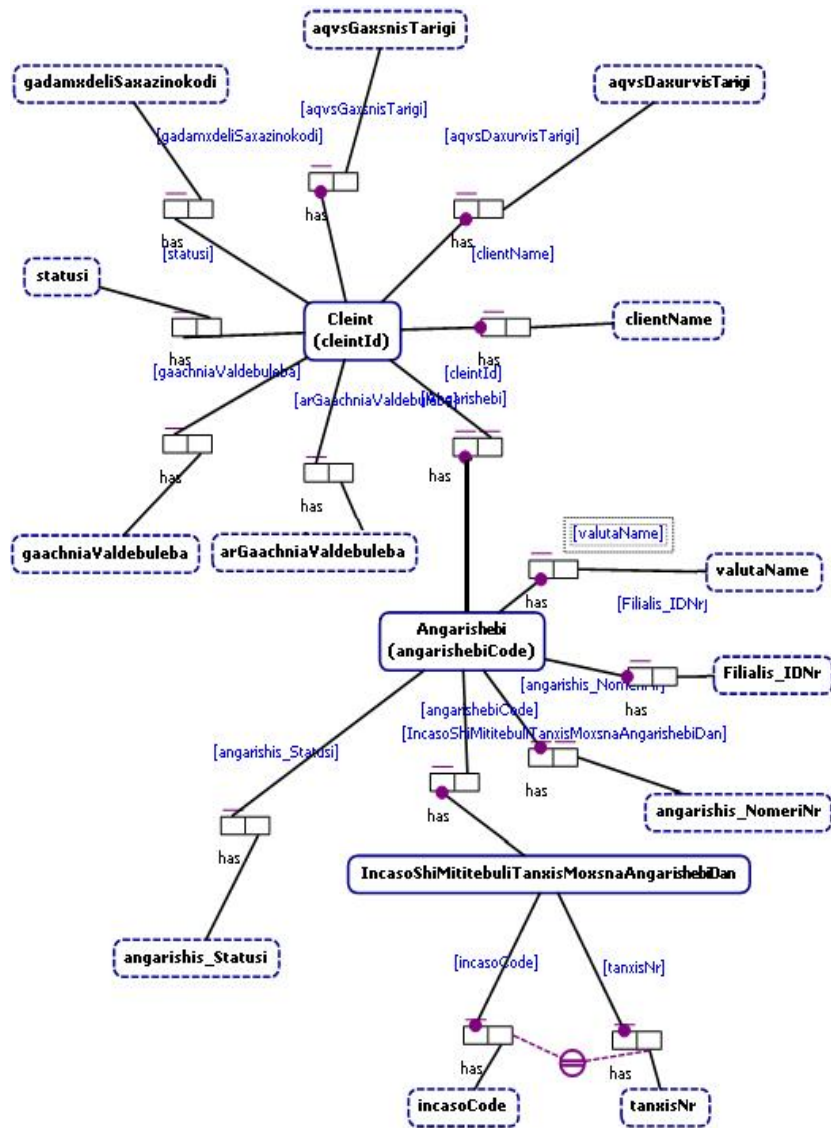 aqvsGaxsnisTarigi
gadamxdeliSaxazinokodi
aqvsDaxurvisTarigi
[aqvsGaxsnisTarigi]
[gadamxdeliSaxazinokodi]
[aqvsDaxurvisTarigi]
has
has
has
[statusi]
[clientName]
statusi
Cleint
(cleintId)
clientName
has
has
[gaachniaValdebuleba]
[cleintId]
[arGaachniaValdebuleba]
[Angarishebi]
has
has
has
gaachniaValdebuleba
arGaachniaValdebuleba
[valutaName]
valutaName
has
[Filialis_IDNr]
Angarishebi
(angarishebiCode)
Filialis_IDNr
[angarishis_NomeriNr]
[angarishebiCode]
has
[IncasoShiMititebuliTanxisMoxsnaAngarishebiDan]
[angarishis_Statusi]
has
has
angarishis_NomeriNr
has
IncasoShiMititebuliTanxisMoxsnaAngarishebiDan
angarishis_Statusi
[incasoCode]
[tanxisNr]
has
has
incasoCode
tanxisNr